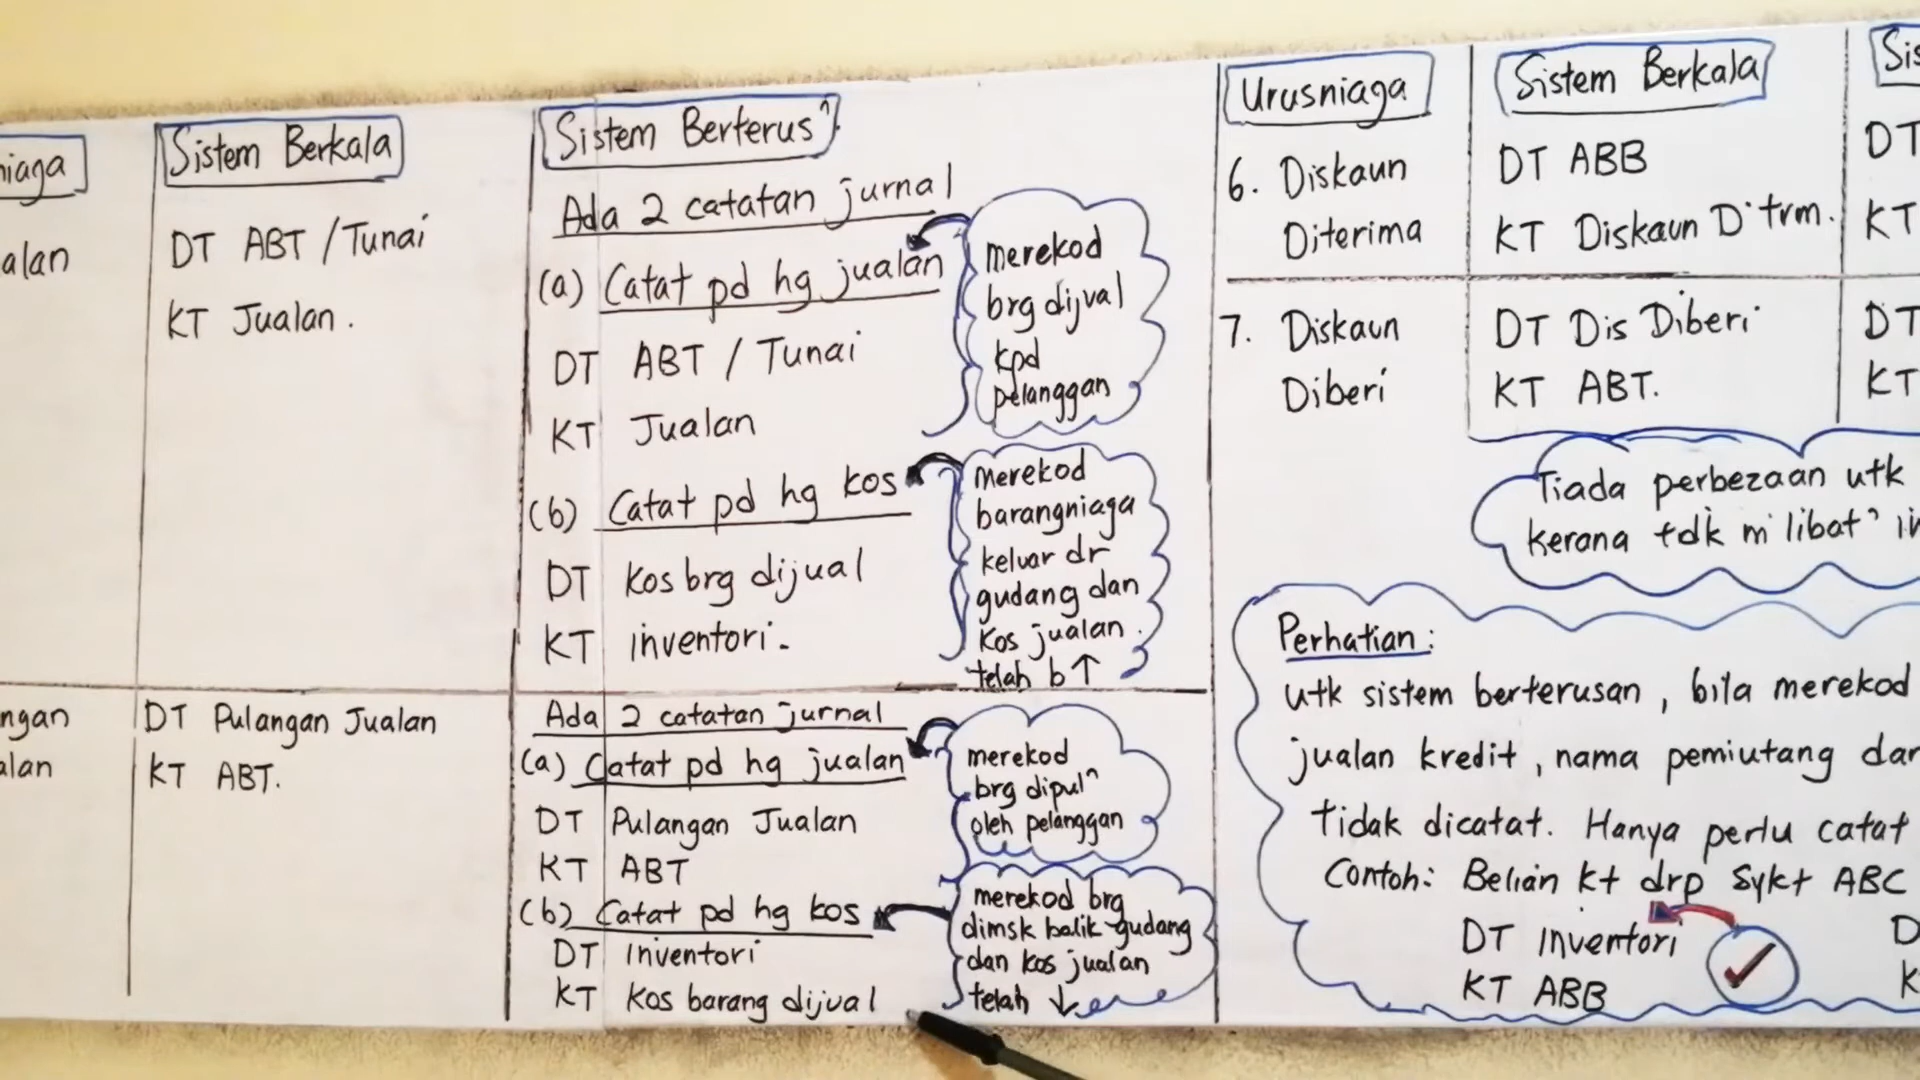 niaga
Sistem Berkala
Sistem Berterus^
alan
DT ABT / Tunai
KT Jualan.
Ada 2 catatan jurnal
(a) Catat pd hg jualan
DT ABT / Tunai
KT Jualan
merekod
brg dijual
kpd
pelanggan
(b) Catat pd hg kos
DT Kos brg dijual
KT inventori.
merekod
barangniaga
keluar dr
gudang dan
Kos jualan
telah b↑
ngan
alan
DT Pulangan Jualan
KT ABT.
Ada 2 catatan jurnal
(a) Catat pd hg jualan
DT Pulangan Jualan
KT ABT
merekod
brg dipul^
oleh pelanggan
(b) Catat pd hg kos
DT Inventori
KT Kos barang dijual
merekod brg
dimsk balik gudang
dan kos jualan
telah ↓
Urusniaga
Sistem Berkala
Sis
6. Diskaun
Diterima
DT ABB
KT Diskaun D'trm.
DT
KT
7. Diskaun
Diberi
DT Dis Diberi
KT ABT.
DT
KT
Tiada perbezaan utk
kerana tdk m'libat^ in
Perhatian:
utk sistem berterusan, bila merekod
jualan kredit, nama pemiutang dan
tidak dicatat. Hanya perlu catat
Contoh: Belian kt drp Sykt ABC
DT Inventori
KT ABB
D
K